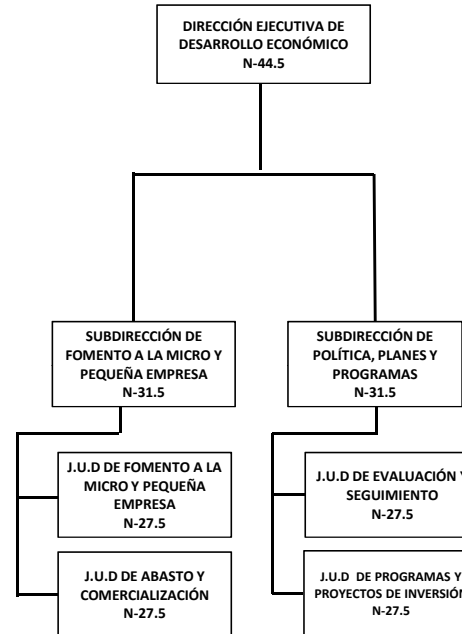 DIRECCIÓN EJECUTIVA DE
DESARROLLO ECONÓMICO
N-44.5
SUBDIRECCIÓN DE
FOMENTO A LA MICRO Y
PEQUEÑA EMPRESA
N-31.5
SUBDIRECCIÓN DE
POLÍTICA, PLANES Y
PROGRAMAS
N-31.5
J.U.D DE FOMENTO A LA
MICRO Y PEQUEÑA
EMPRESA
N-27.5
J.U.D DE EVALUACIÓN Y
SEGUIMIENTO
N-27.5
J.U.D DE ABASTO Y
COMERCIALIZACIÓN
N-27.5
J.U.D DE PROGRAMAS Y
PROYECTOS DE INVERSIÓN
N-27.5